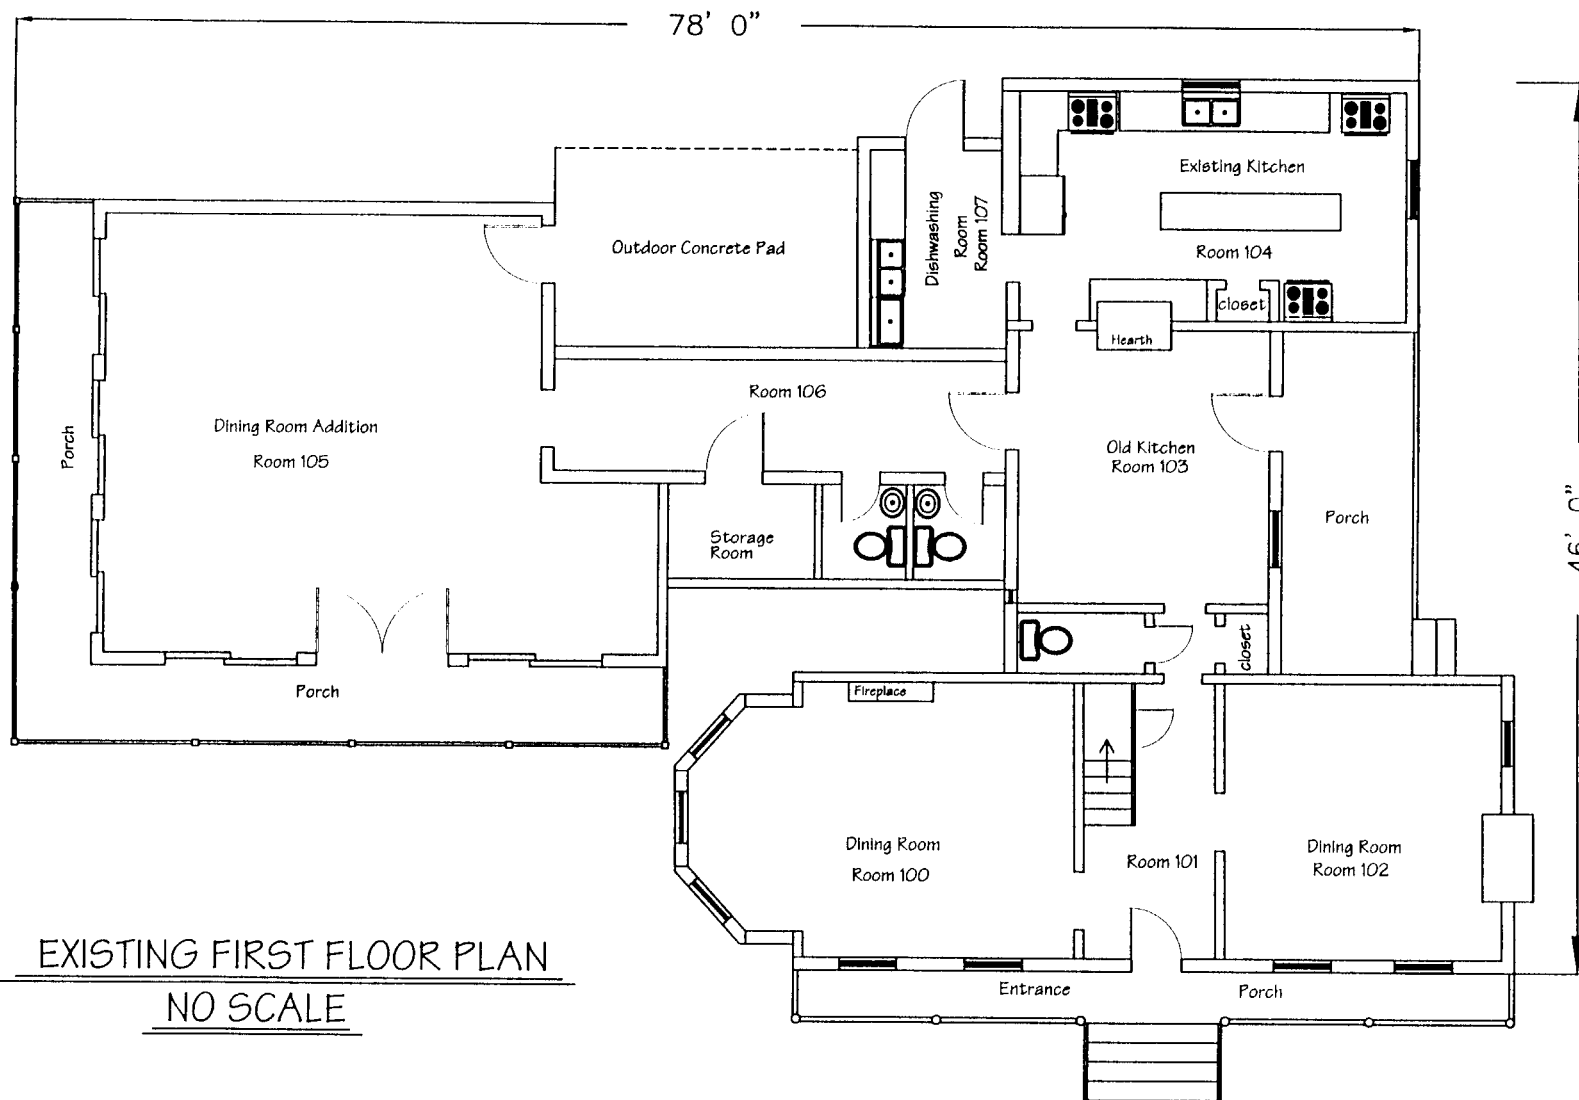 78' 0"
Existing Kitchen
Room 104
closet
Hearth
Dishwashing
Room
Room 107
Outdoor Concrete Pad
Room 106
Dining Room Addition
Room 105
Porch
Old Kitchen
Room 103
Porch
46' 0"
Storage
Room
closet
Porch
Fireplace
Dining Room
Room 100
Room 101
Dining Room
Room 102
EXISTING FIRST FLOOR PLAN
NO SCALE
Entrance
Porch